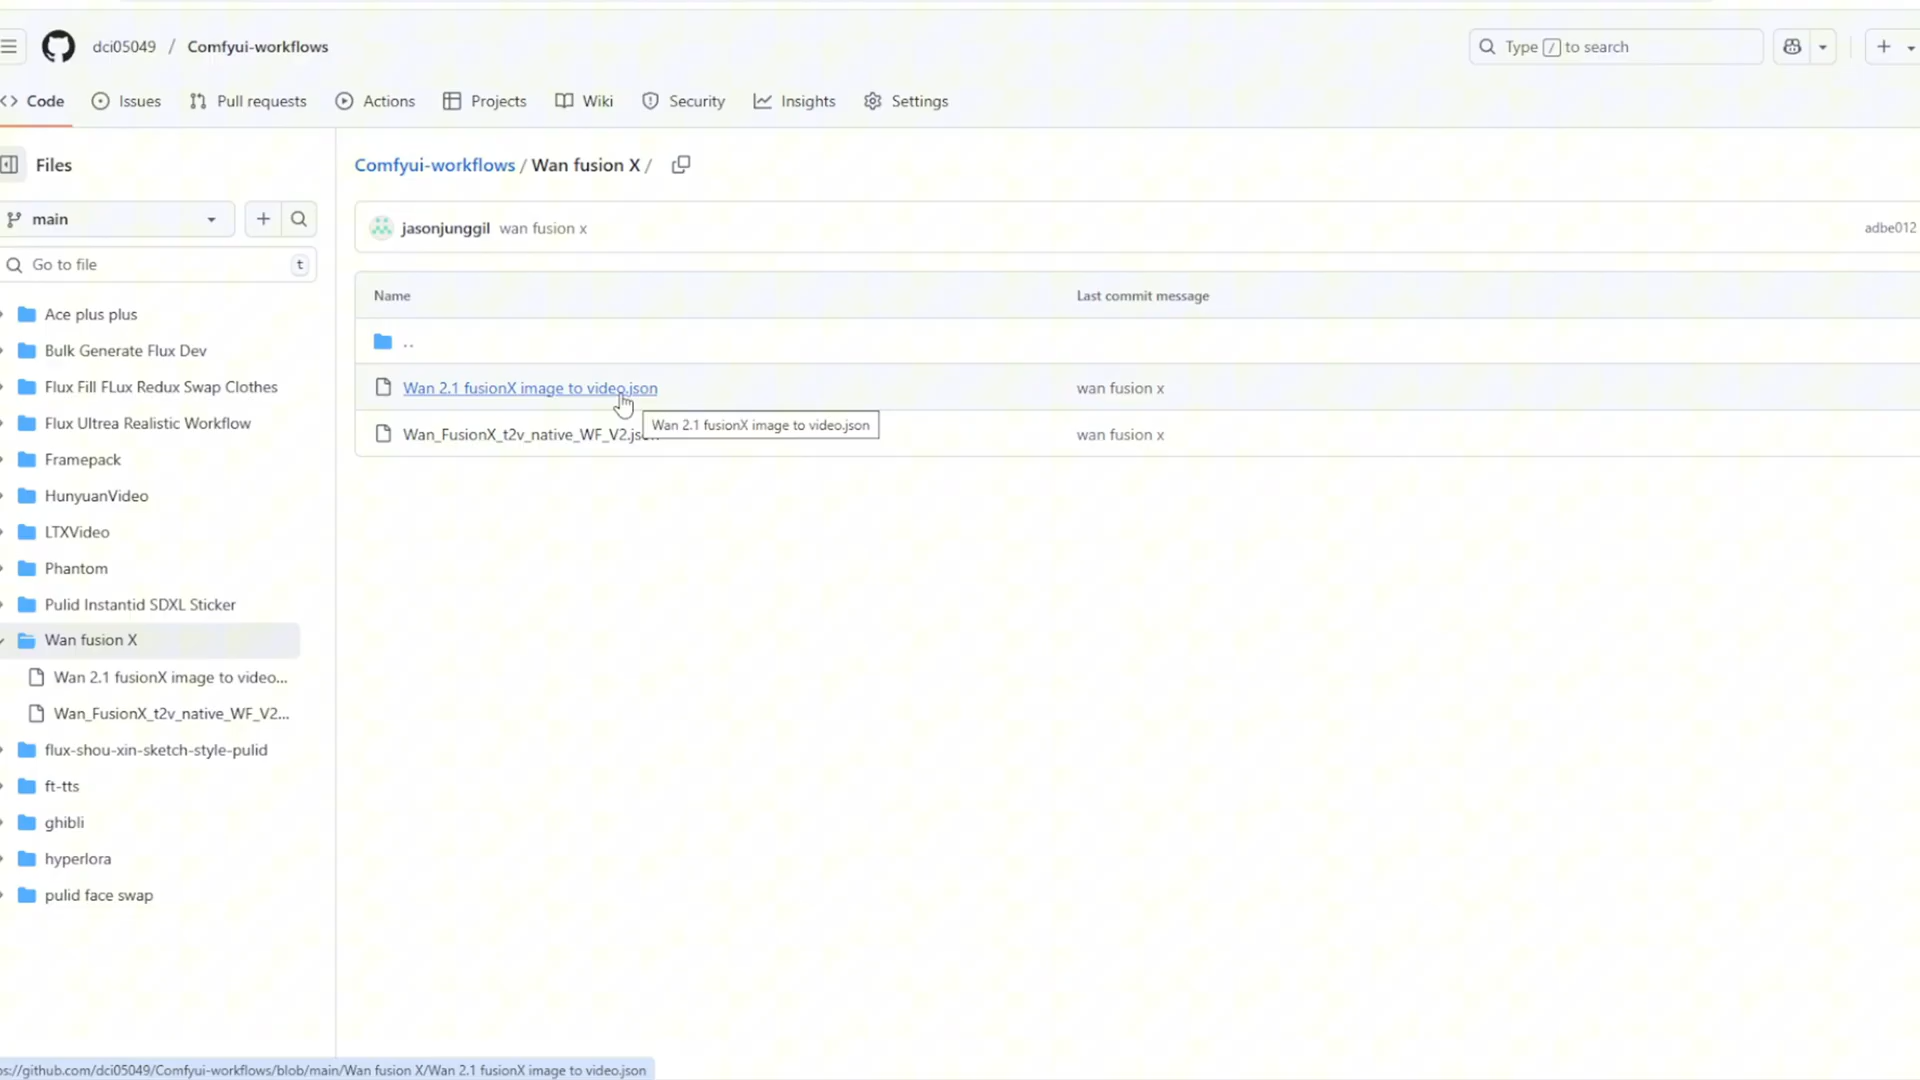 dci05049 / Comfyui-workflows
Type / to search
Code
Issues
Pull requests
Actions
Projects
Wiki
Security
Insights
Settings
Files
main
Go to file
t
Ace plus plus
Bulk Generate Flux Dev
Flux Fill FLux Redux Swap Clothes
Flux Ultrea Realistic Workflow
Framepack
HunyuanVideo
LTXVideo
Phantom
Pulid Instantid SDXL Sticker
Wan fusion X
Wan 2.1 fusionX image to video...
Wan_FusionX_t2v_native_WF_V2...
flux-shou-xin-sketch-style-pulid
ft-tts
ghibli
hyperlora
pulid face swap
Comfyui-workflows / Wan fusion X /
jasonjunggil wan fusion x
adbe012
Name
Last commit message
..
Wan 2.1 fusionX image to video.json
wan fusion x
Wan 2.1 fusionX image to video.json
Wan_FusionX_t2v_native_WF_V2.json
wan fusion x
ps://github.com/dci05049/Comfyui-workflows/blob/main/Wan fusion X/Wan 2.1 fusionX image to video.json